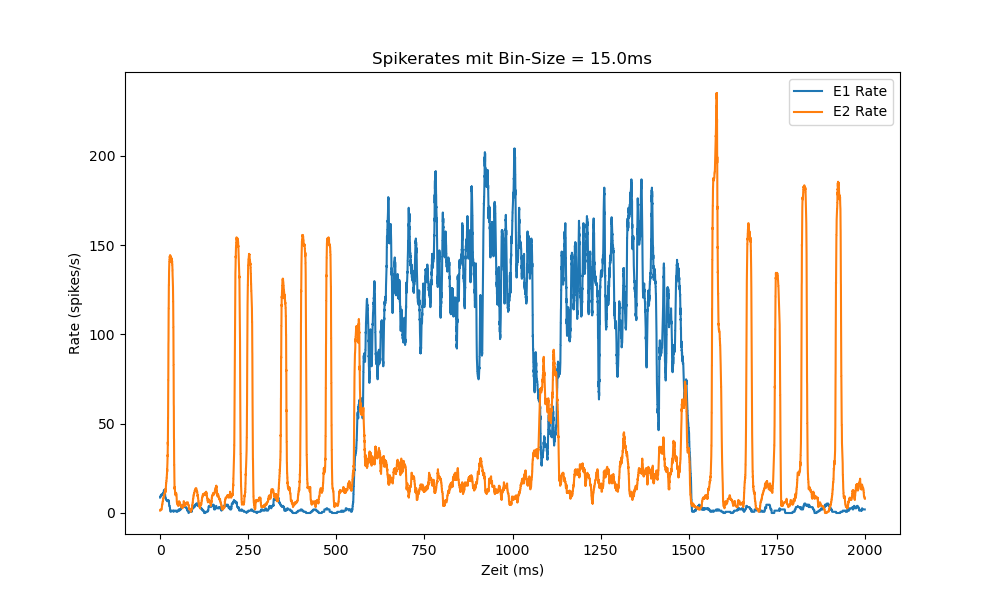 Spikerates mit Bin-Size = 15.0ms
E1 Rate
E2 Rate
Rate (spikes/s)
200
150
100
50
0
0 250 500 750 1000 1250 1500 1750 2000
Zeit (ms)